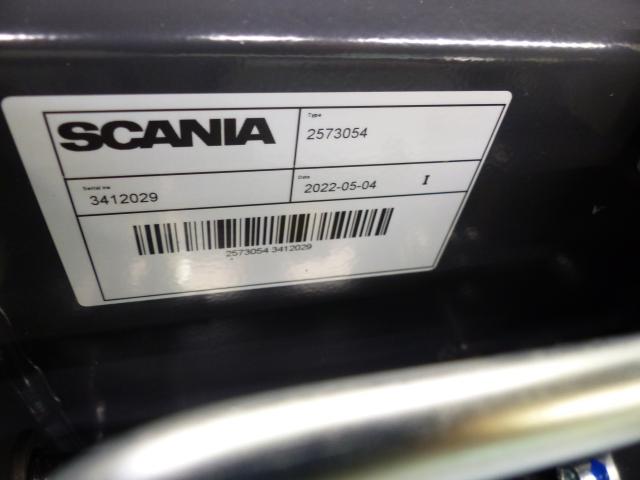 SCANIA
Type
2573054
Serial no
3412029
Date
2022-05-04 I
2573054 3412029